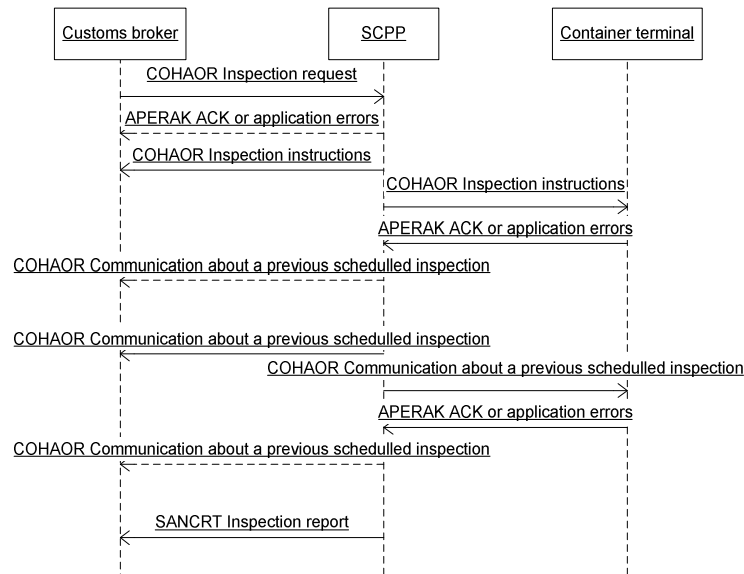 Customs broker
SCPP
Container terminal
COHAOR Inspection request
APERAK ACK or application errors
COHAOR Inspection instructions
COHAOR Inspection instructions
APERAK ACK or application errors
COHAOR Communication about a previous schedulled inspection
COHAOR Communication about a previous schedulled inspection
COHAOR Communication about a previous schedulled inspection
APERAK ACK or application errors
COHAOR Communication about a previous schedulled inspection
SANCRT Inspection report